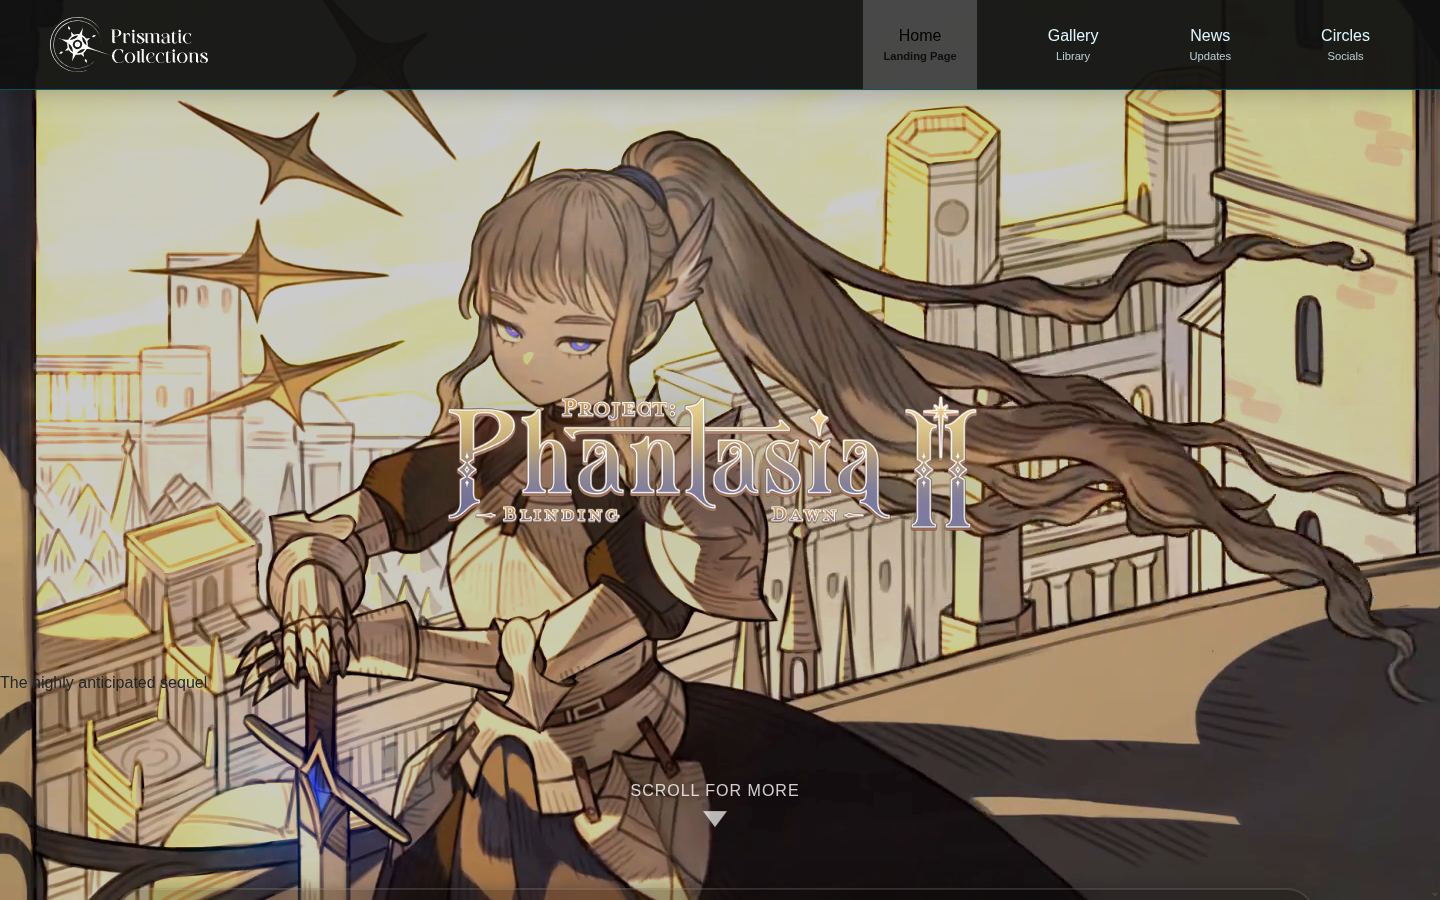 Prismatic
Collections
Home
Landing Page
Gallery
Library
News
Updates
Circles
Socials
PROJECT:
Phantasia II
BLINDING DAWN
The highly anticipated sequel
SCROLL FOR MORE